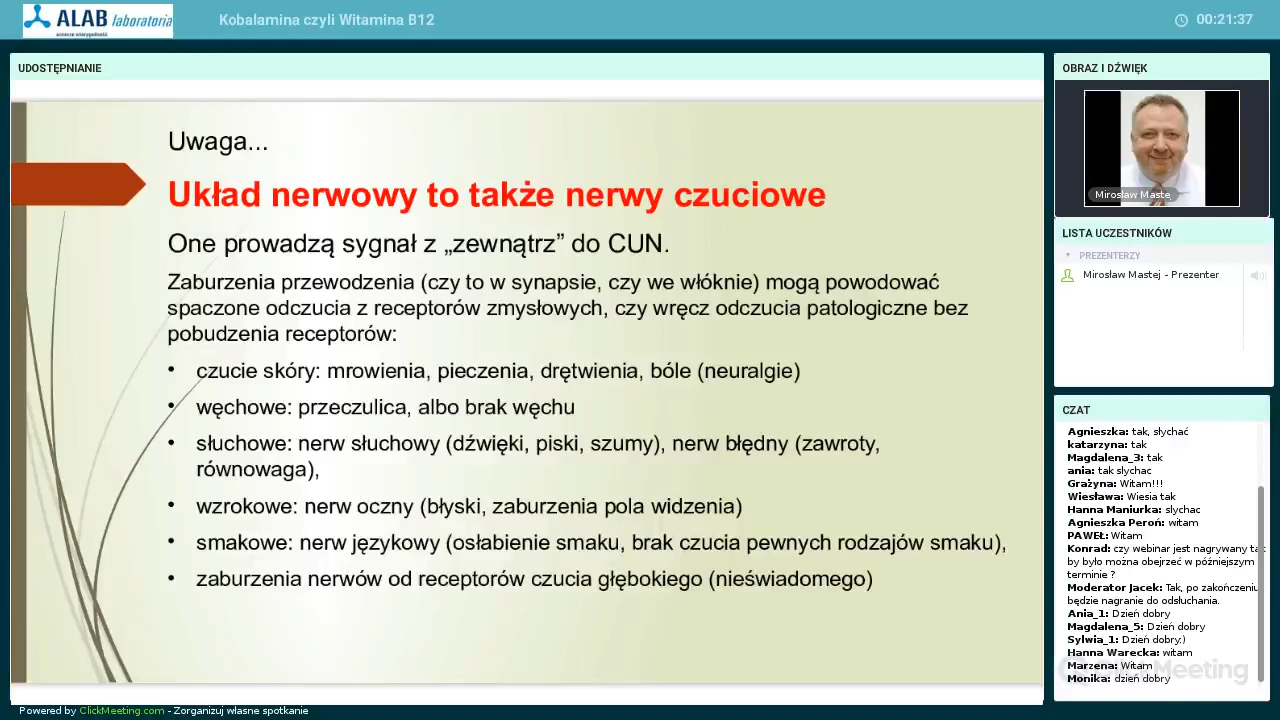 ALAB laboratoria
Kobalamina czyli Witamina B12
00:21:37
UDOSTĘPNIANIE
Uwaga...
Układ nerwowy to także nerwy czuciowe
One prowadzą sygnał z „zewnątrz” do CUN.
Zaburzenia przewodzenia (czy to w synapsie, czy we włóknie) mogą powodować
spaczone odczucia z receptorów zmysłowych, czy wręcz odczucia patologiczne bez
pobudzenia receptorów:
• czucie skóry: mrowienia, pieczenia, drętwienia, bóle (neuralgie)
• węchowe: przeczulica, albo brak węchu
• słuchowe: nerw słuchowy (dźwięki, piski, szumy), nerw błędny (zawroty,
równowaga),
• wzrokowe: nerw oczny (błyski, zaburzenia pola widzenia)
• smakowe: nerw językowy (osłabienie smaku, brak czucia pewnych rodzajów smaku),
• zaburzenia nerwów od receptorów czucia głębokiego (nieświadomego)
OBRAZ I DŹWIĘK
Mirosław Maste
LISTA UCZESTNIKÓW
PREZENTERZY
Mirosław Mastej - Prezenter
CZAT
Agnieszka: tak, słychać
katarzyna: tak
Magdalena_3: tak
ania: tak slychac
Grażyna: Witam!!!
Wiesława: Wiesia tak
Hanna Maniurka: slychac
Agnieszka Peroń: witam
PAWEŁ: Witam
Konrad: czy webinar jest nagrywany tak
by było można obejrzeć w późniejszym
terminie ?
Moderator Jacek: Tak, po zakończeniu
będzie nagranie do odsłuchania.
Ania_1: Dzień dobry
Magdalena_5: Dzień dobry
Sylwia_1: Dzień dobry:)
Hanna Warecka: witam
Marzena: Witam
Monika: dzień dobry
Powered by ClickMeeting.com - Zorganizuj własne spotkanie